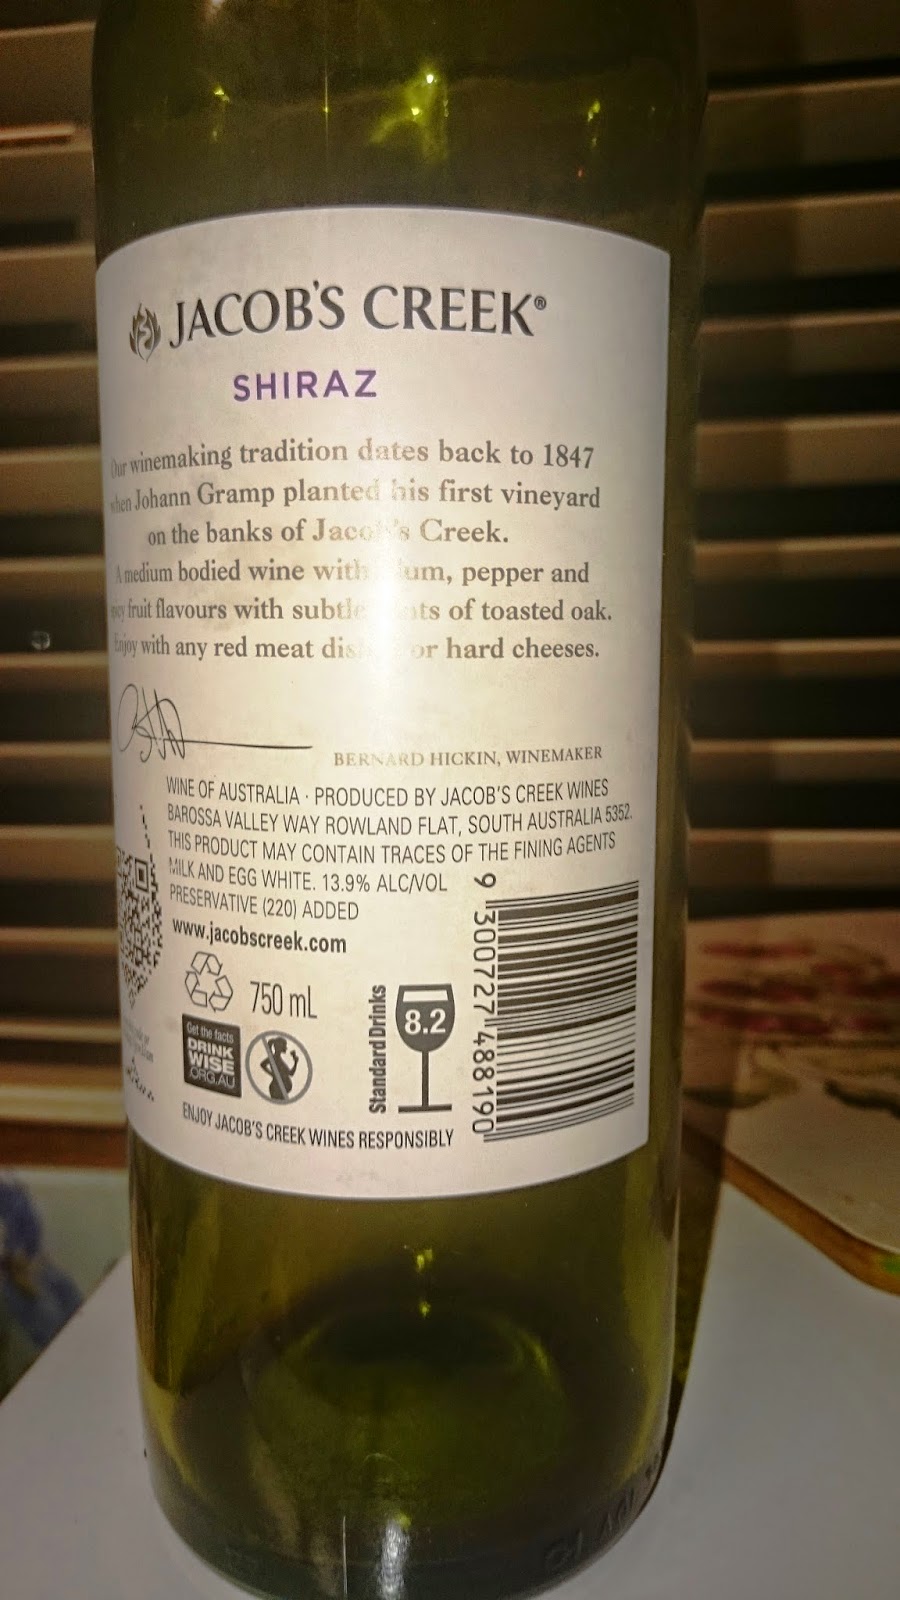 JACOB'S CREEK®
SHIRAZ
Our winemaking tradition dates back to 1847
when Johann Gramp planted his first vineyard
on the banks of Jacob's Creek.
A medium bodied wine with plum, pepper and
spicy fruit flavours with subtle hints of toasted oak.
Enjoy with any red meat dishes or hard cheeses.
BERNARD HICKIN, WINEMAKER
WINE OF AUSTRALIA · PRODUCED BY JACOB'S CREEK WINES
BAROSSA VALLEY WAY ROWLAND FLAT, SOUTH AUSTRALIA 5352.
THIS PRODUCT MAY CONTAIN TRACES OF THE FINING AGENTS
MILK AND EGG WHITE. 13.9% ALC/VOL
PRESERVATIVE (220) ADDED
www.jacobscreek.com
750 mL
Get the facts
DRINK
WISE
.ORG.AU
Standard Drinks
8.2
9 300727 488190
ENJOY JACOB'S CREEK WINES RESPONSIBLY